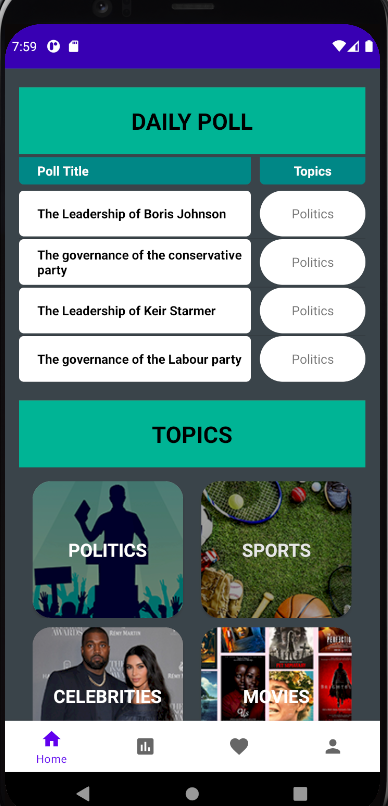 7:59
DAILY POLL
Poll Title Topics
The Leadership of Boris Johnson Politics
The governance of the conservative
party Politics
The Leadership of Keir Starmer Politics
The governance of the Labour party Politics
TOPICS
POLITICS SPORTS
CELEBRITIES MOVIES
Home